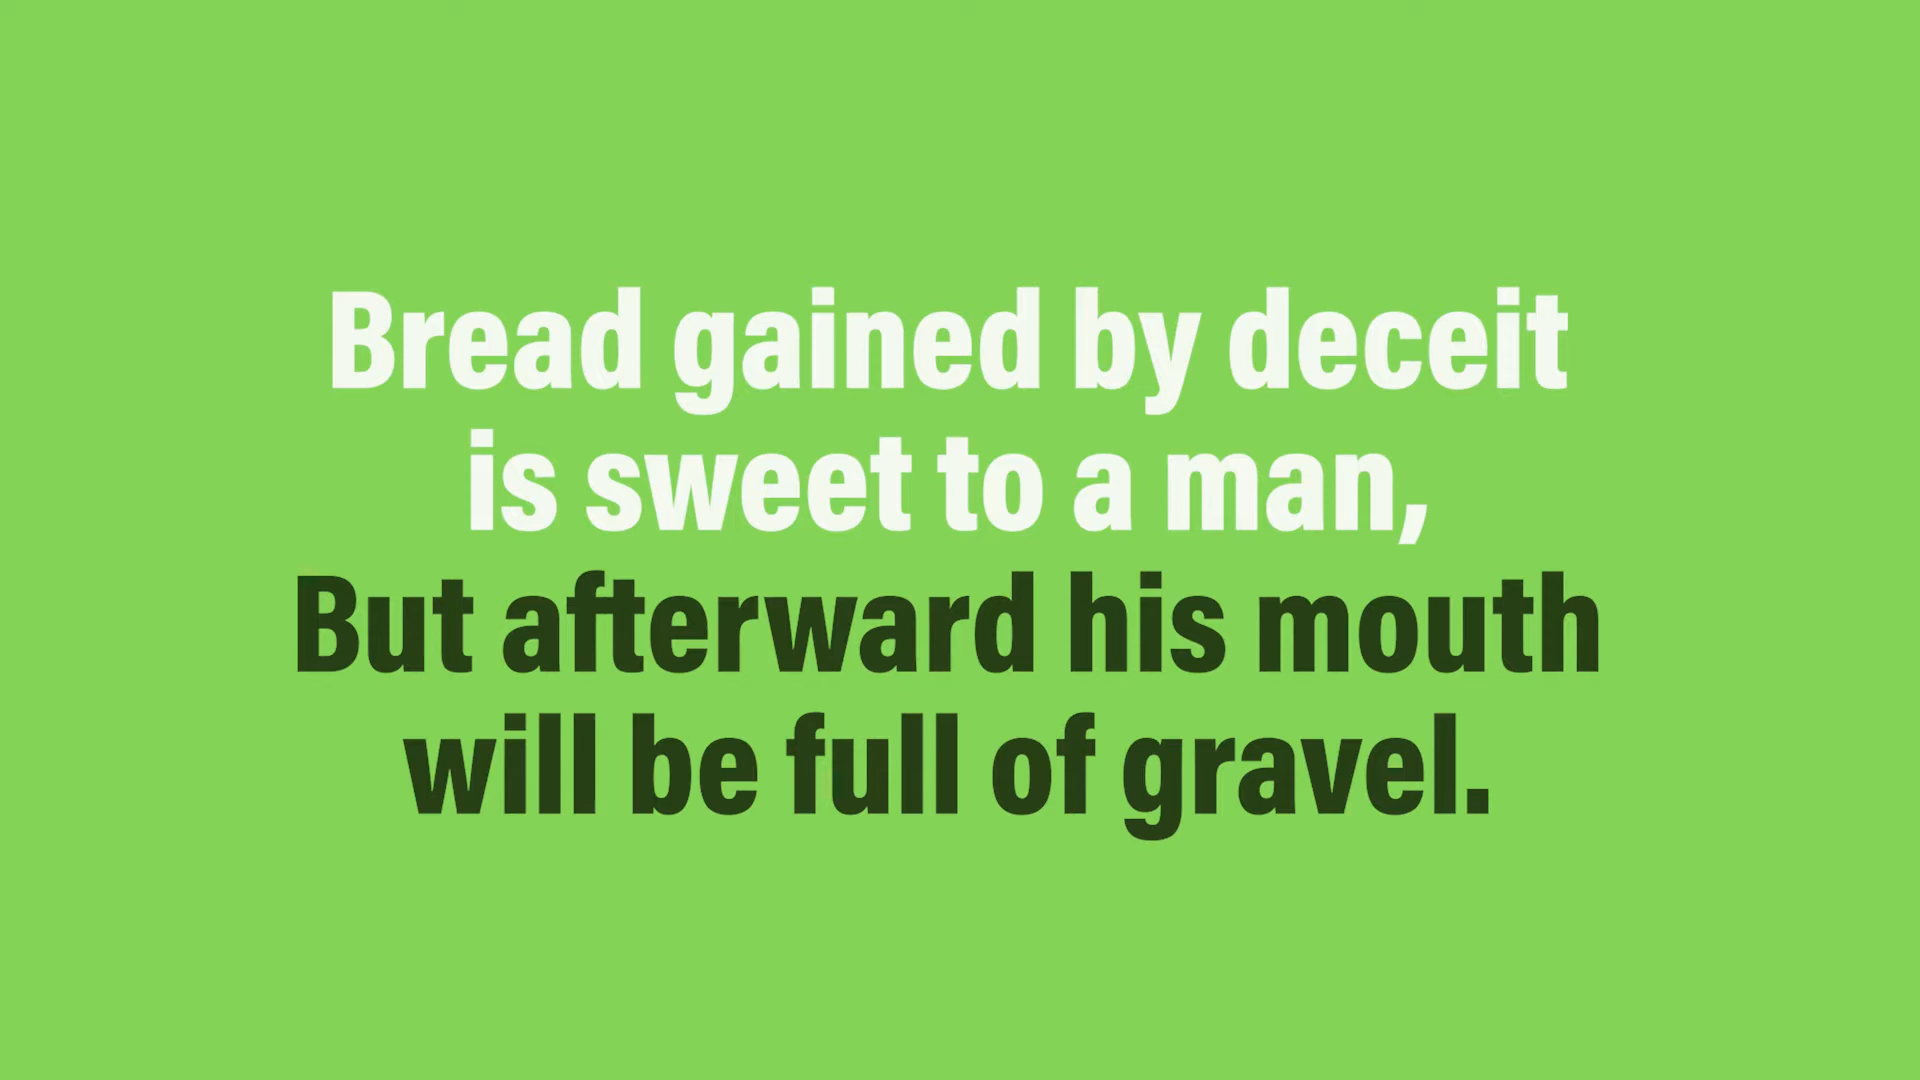 Bread gained by deceit
is sweet to a man,
But afterward his mouth
will be full of gravel.